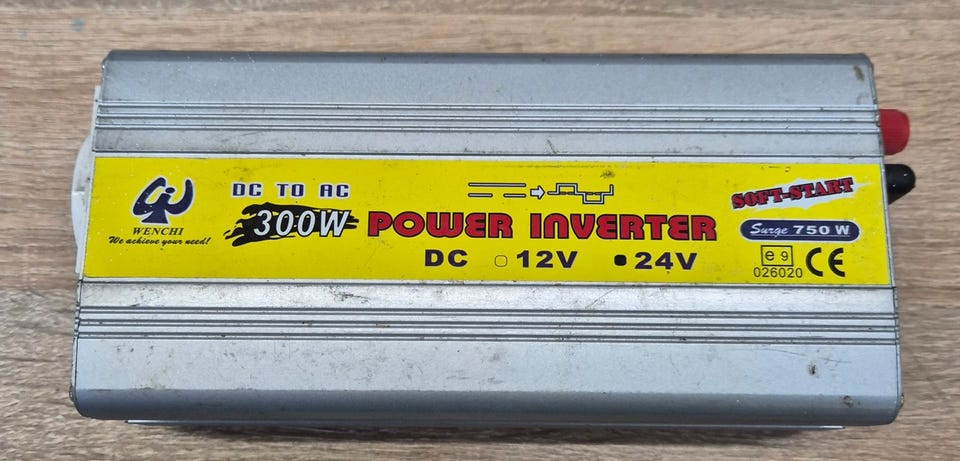 WENCHI
We achieve your need!
DC TO AC
300W POWER INVERTER
DC 12V 24V
SOFT-START
Surge 750 W
e 9
026020 CE